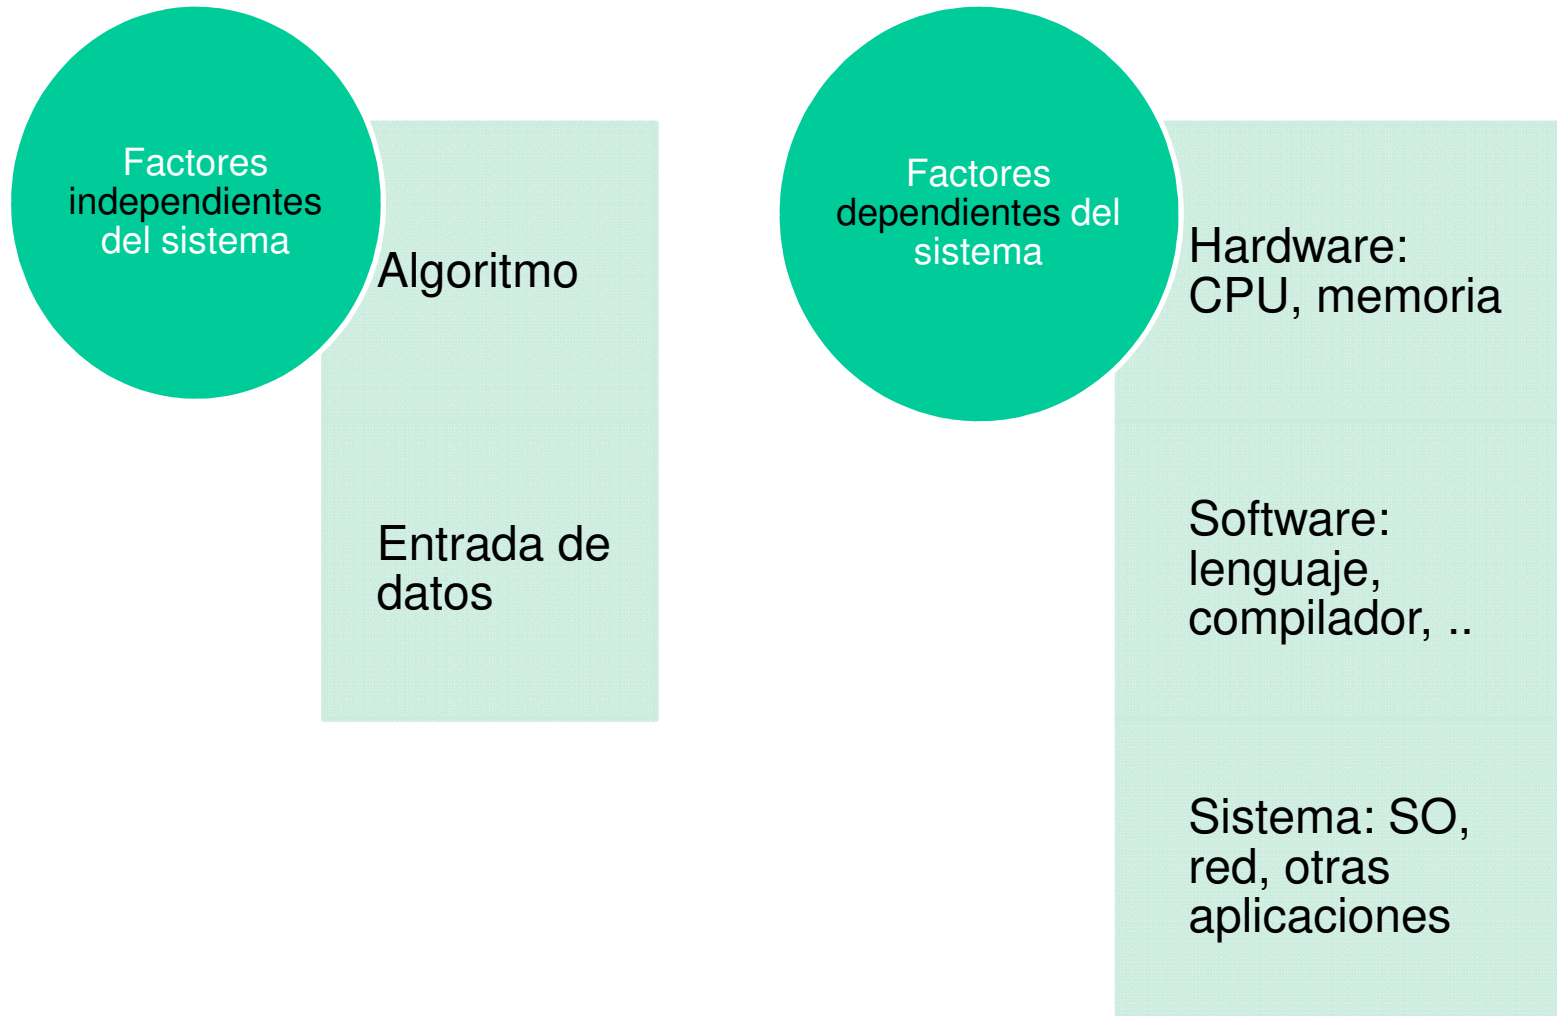 Factores
independientes
del sistema
Algoritmo
Entrada de
datos
Factores
dependientes del
sistema
Hardware:
CPU, memoria
Software:
lenguaje,
compilador, ..
Sistema: SO,
red, otras
aplicaciones